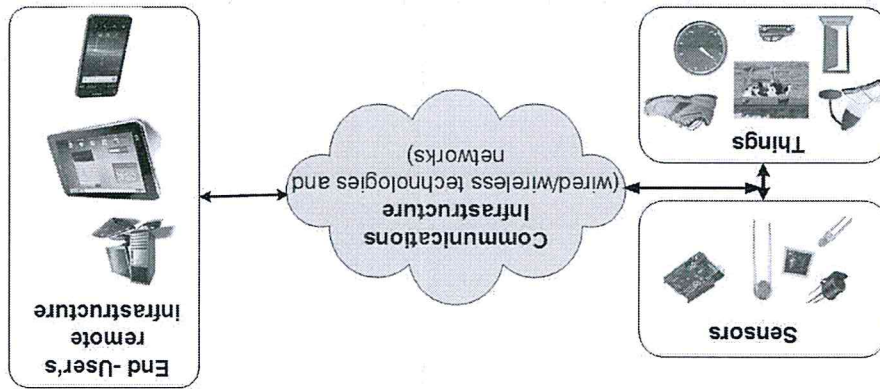 Sensors
Things
Communications
Infrastructure
(wired/wireless technologies and
networks)
End -User's
remote
infrastructure